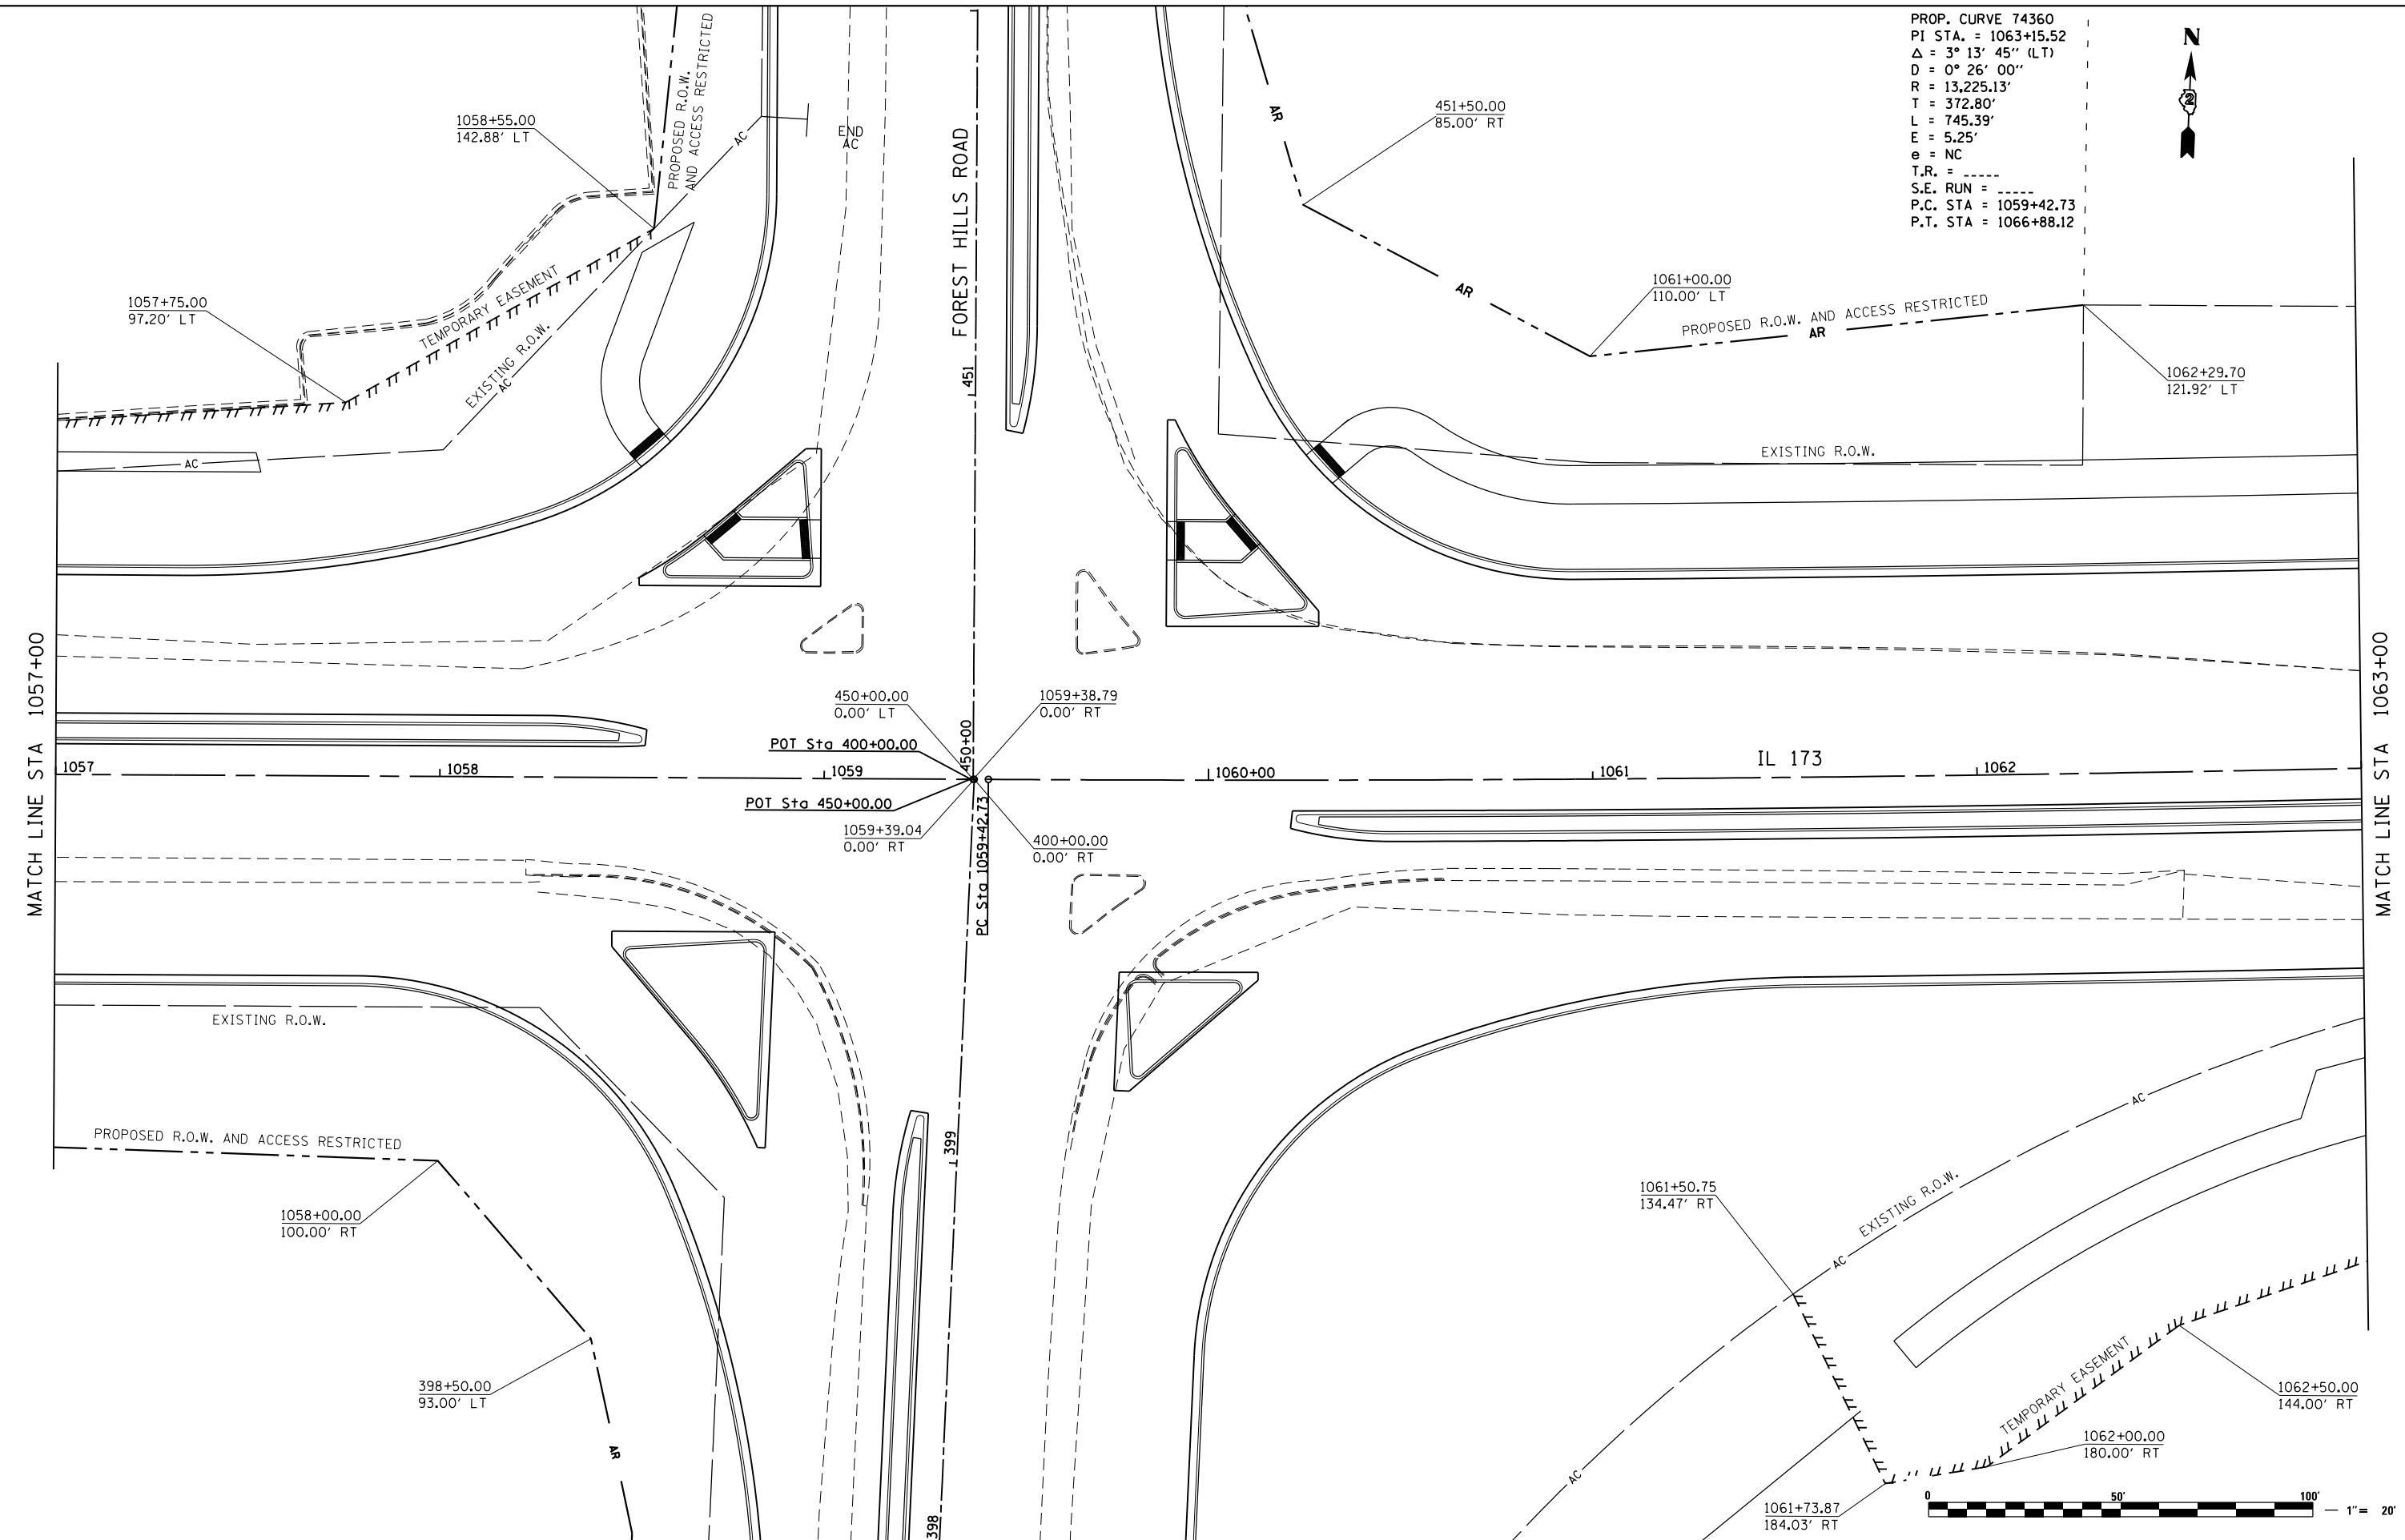 PROP. CURVE 74360
PI STA. = 1063+15.52
Δ = 3° 13' 45'' (LT)
D = 0° 26' 00''
R = 13,225.13'
T = 372.80'
L = 745.39'
E = 5.25'
e = NC
T.R. = _____
S.E. RUN = _____
P.C. STA = 1059+42.73
P.T. STA = 1066+88.12
N
2
PROPOSED R.O.W.
AND ACCESS RESTRICTED
1058+55.00
142.88' LT
AC
END
AC
FOREST HILLS ROAD
AR
451+50.00
85.00' RT
1057+75.00
97.20' LT
TEMPORARY EASEMENT
EXISTING R.O.W.
AC
AC
451
AR
1061+00.00
110.00' LT
PROPOSED R.O.W. AND ACCESS RESTRICTED
AR
1062+29.70
121.92' LT
EXISTING R.O.W.
MATCH LINE STA 1057+00
MATCH LINE STA 1063+00
450+00.00
0.00' LT
1059+38.79
0.00' RT
POT Sta 400+00.00
450+00
1057
1058
1059
1060+00
1061
IL 173
1062
POT Sta 450+00.00
1059+39.04
0.00' RT
PC Sta 1059+42.73
400+00.00
0.00' RT
EXISTING R.O.W.
PROPOSED R.O.W. AND ACCESS RESTRICTED
399
AC
1058+00.00
100.00' RT
1061+50.75
134.47' RT
EXISTING R.O.W.
AC
398+50.00
93.00' LT
AR
TEMPORARY EASEMENT
1062+50.00
144.00' RT
1062+00.00
180.00' RT
AC
398
1061+73.87
184.03' RT
0 50' 100'
1" = 20'